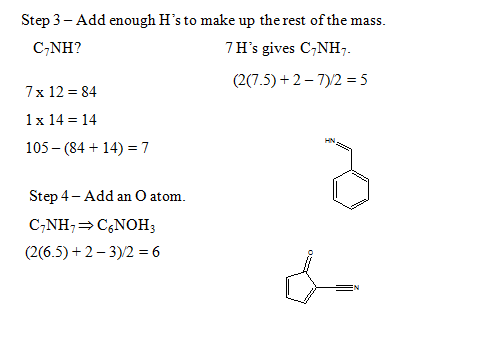 Step 3 – Add enough H's to make up the rest of the mass.
C₇NH?
7 H's gives C₇NH₇.
(2(7.5) + 2 – 7)/2 = 5
7 x 12 = 84
1 x 14 = 14
105 – (84 + 14) = 7
HN
Step 4 – Add an O atom.
C₇NH₇ ⇒ C₆NOH₃
(2(6.5) + 2 – 3)/2 = 6
O
N